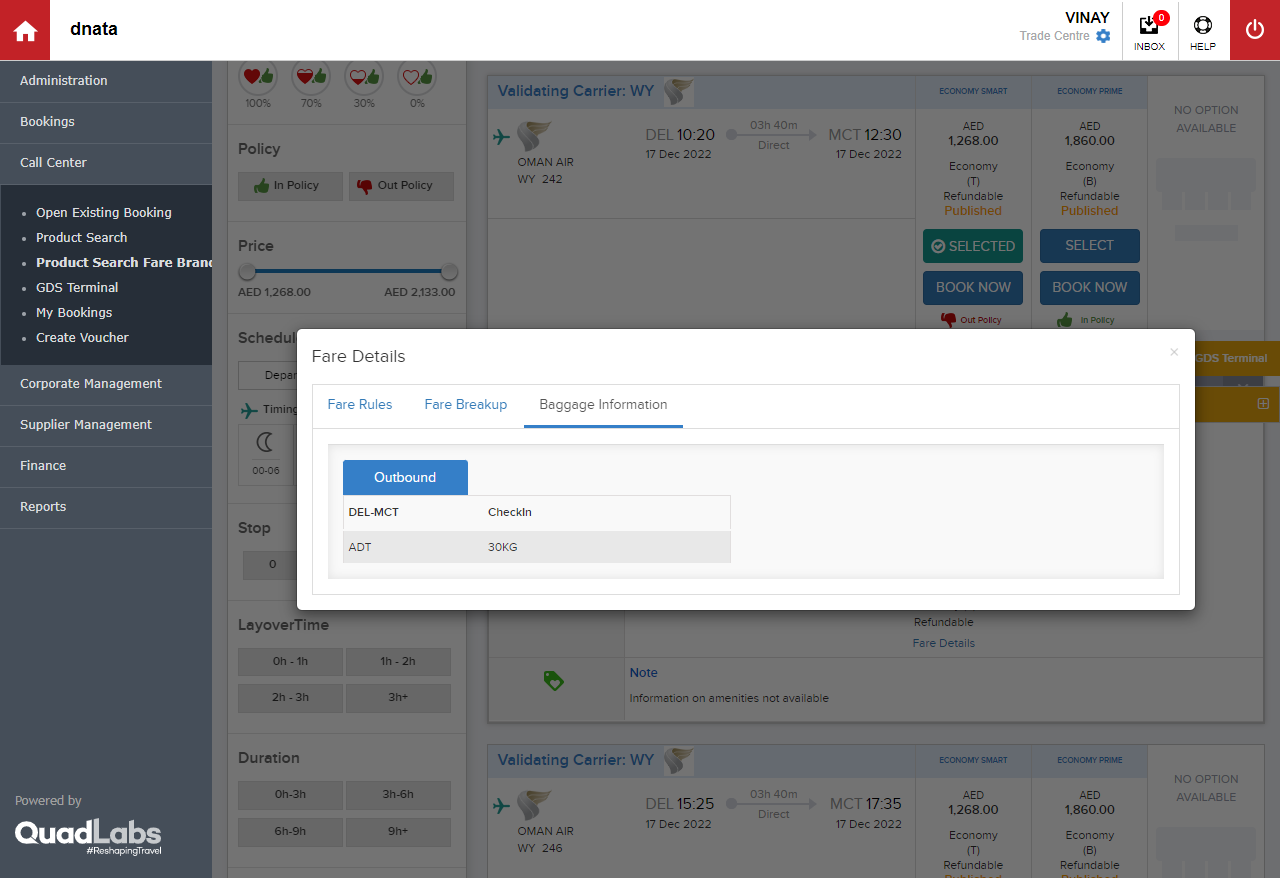 dnata
VINAY
Trade Centre
0
INBOX
HELP
Administration
Bookings
Call Center
Open Existing Booking
Product Search
Product Search Fare Brand
GDS Terminal
My Bookings
Create Voucher
Corporate Management
Supplier Management
Finance
Reports
Powered by
QuadLabs
#ReshapingTravel
100% 70% 30% 0%
Policy
In Policy Out Policy
Price
AED 1,268.00 AED 2,133.00
Timing
00-06
Stop
0
LayoverTime
0h - 1h 1h - 2h
2h - 3h 3h+
Duration
0h-3h 3h-6h
6h-9h 9h+
Validating Carrier: WY
ECONOMY SMART
ECONOMY PRIME
OMAN AIR
WY 242
DEL 10:20
17 Dec 2022
03h 40m
Direct
MCT 12:30
17 Dec 2022
AED
1,268.00
Economy
(T)
Refundable
Published
SELECTED
BOOK NOW
Out Policy
AED
1,860.00
Economy
(B)
Refundable
Published
SELECT
BOOK NOW
In Policy
NO OPTION
AVAILABLE
GDS Terminal
Fare Details
×
Fare Rules Fare Breakup Baggage Information
Outbound
DEL-MCT CheckIn
ADT 30KG
Refundable
Fare Details
Note
Information on amenities not available
Validating Carrier: WY
ECONOMY SMART
ECONOMY PRIME
OMAN AIR
WY 246
DEL 15:25
17 Dec 2022
03h 40m
Direct
MCT 17:35
17 Dec 2022
AED
1,268.00
Economy
(T)
Refundable
Published
AED
1,860.00
Economy
(B)
Refundable
Published
NO OPTION
AVAILABLE